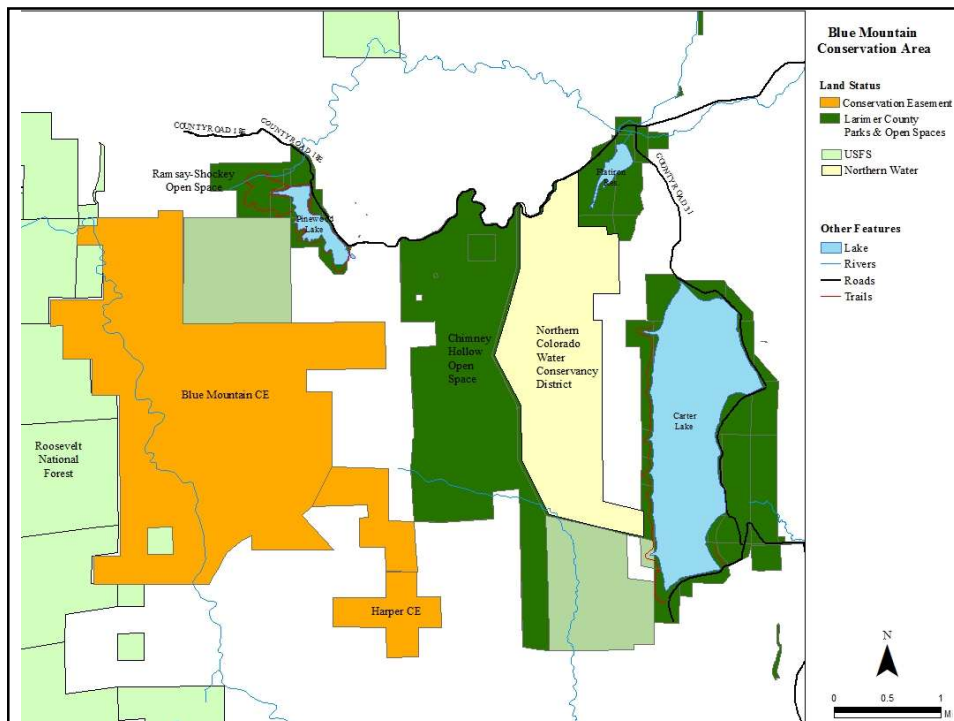 Blue Mountain
Conservation Area
Land Status
Conservation Easement
Larimer County
Parks & Open Spaces
USFS
Northern Water
Other Features
Lake
Rivers
Roads
Trails
N
0 0.5 1
COUNTY ROAD 18E
COUNTY ROAD 18E
Ramsay-Shockey
Open Space
Pinewood
Lake
Flatiron
Res.
COUNTY ROAD 31
Chimney
Hollow
Open
Space
Northern
Colorado
Water
Conservancy
District
Blue Mountain CE
Carter
Lake
Roosevelt
National
Forest
Harper CE